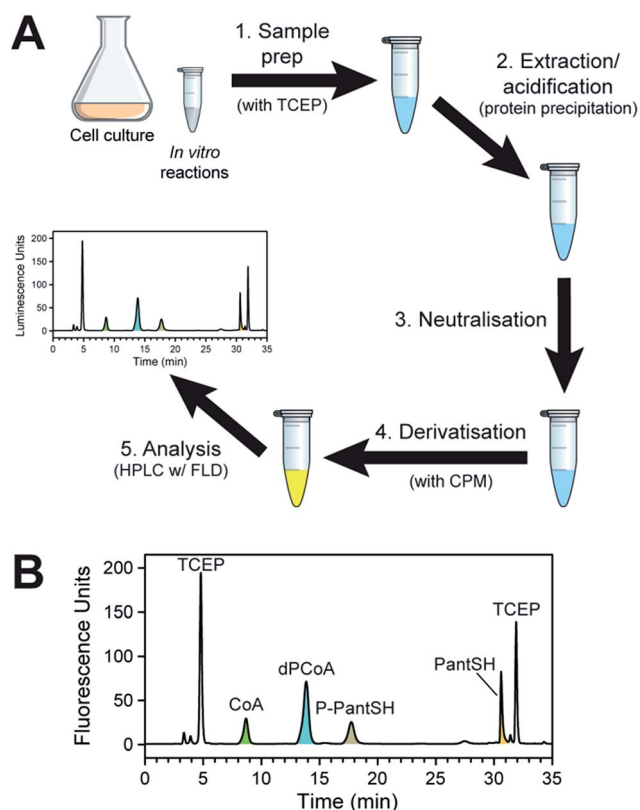 A
1. Sample
prep
(with TCEP)
2. Extraction/
acidification
(protein precipitation)
Cell culture
In vitro
reactions
3. Neutralisation
4. Derivatisation
(with CPM)
5. Analysis
(HPLC w/ FLD)
Luminescence Units
200
150
100
50
0
0 5 10 15 20 25 30 35
Time (min)
B
Fluorescence Units
200
150
100
50
0
TCEP
CoA
dPCoA
P-PantSH
PantSH
TCEP
0 5 10 15 20 25 30 35
Time (min)